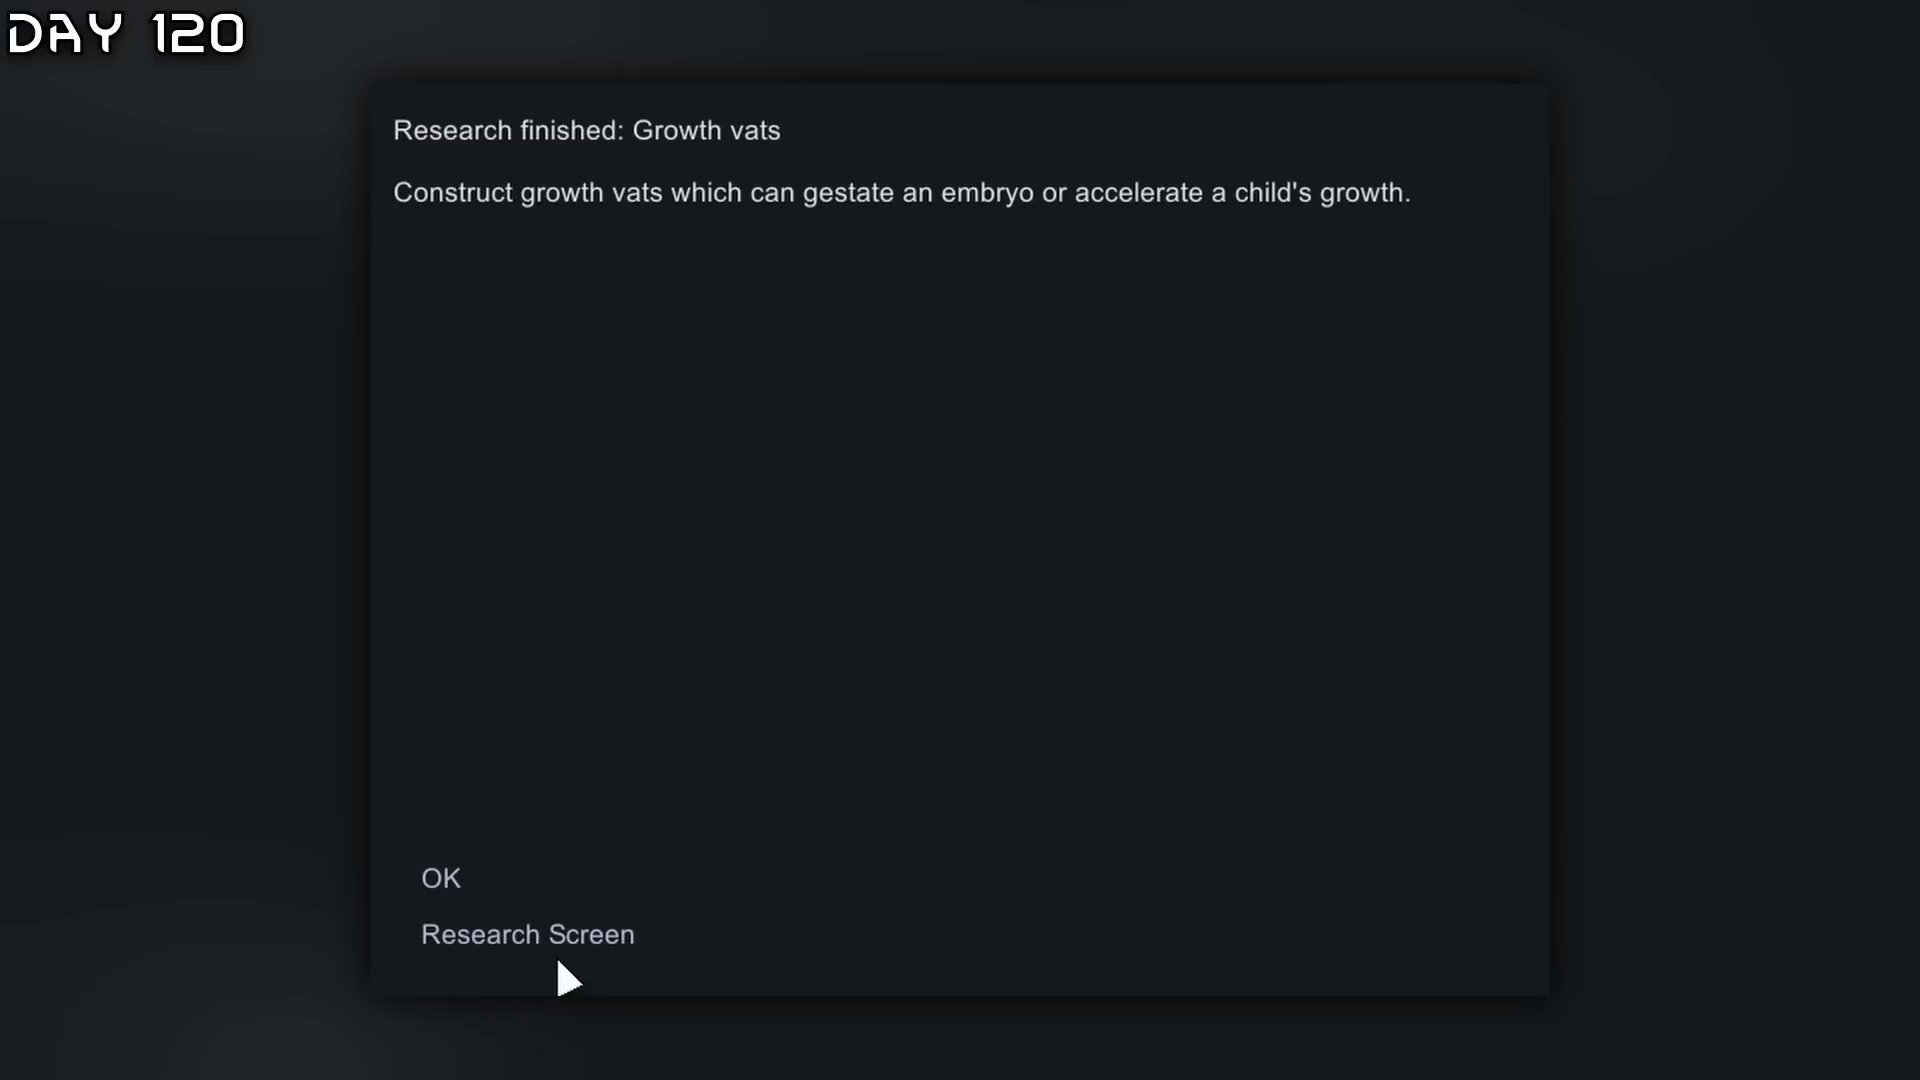 DAY 120
Research finished: Growth vats
Construct growth vats which can gestate an embryo or accelerate a child's growth.
OK
Research Screen